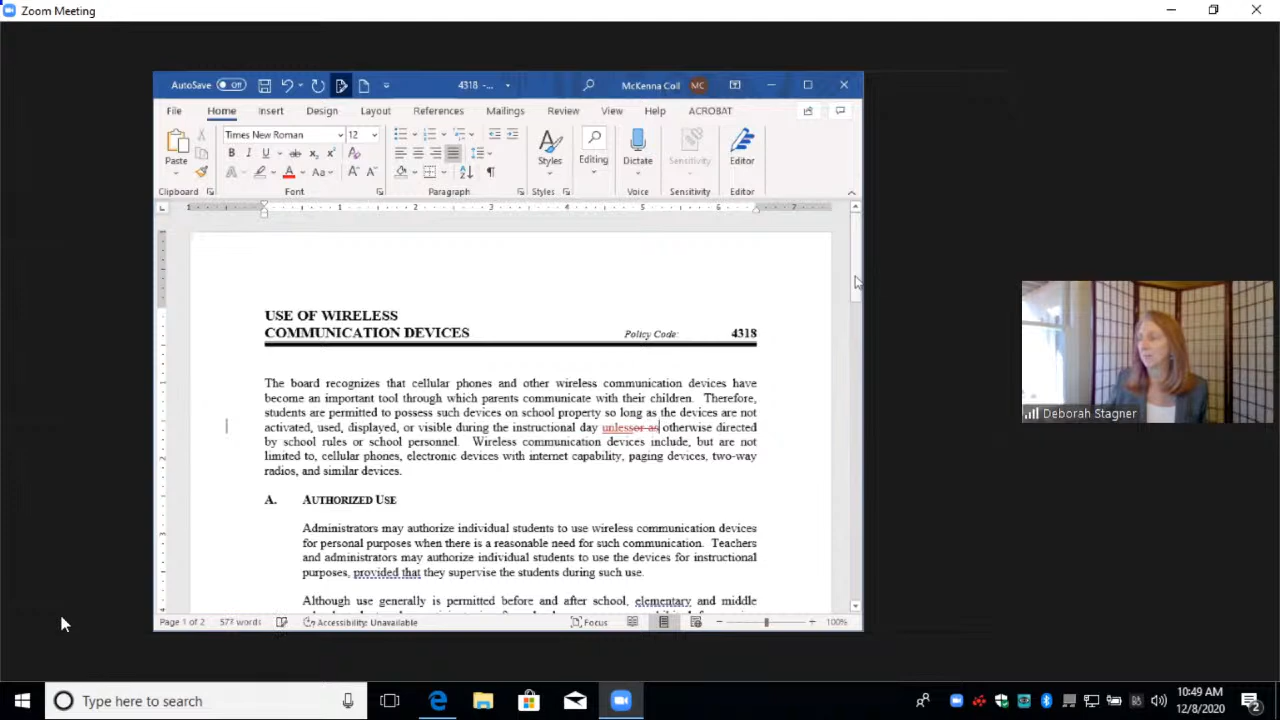 Zoom Meeting
AutoSave Off 4318 -... McKenna Coll MC
File Home Insert Design Layout References Mailings Review View Help ACROBAT
Times New Roman 12
Paste Styles Editing Dictate Sensitivity Editor
Clipboard Font Paragraph Styles Voice Sensitivity Editor
1 1 2 3 4 5 6 7
USE OF WIRELESS
COMMUNICATION DEVICES Policy Code: 4318
The board recognizes that cellular phones and other wireless communication devices have
become an important tool through which parents communicate with their children. Therefore,
students are permitted to possess such devices on school property so long as the devices are not
activated, used, displayed, or visible during the instructional day unlessor as otherwise directed
by school rules or school personnel. Wireless communication devices include, but are not
limited to, cellular phones, electronic devices with internet capability, paging devices, two-way
radios, and similar devices.
A. AUTHORIZED USE
Administrators may authorize individual students to use wireless communication devices
for personal purposes when there is a reasonable need for such communication. Teachers
and administrators may authorize individual students to use the devices for instructional
purposes, provided that they supervise the students during such use.
Although use generally is permitted before and after school, elementary and middle
Page 1 of 2 577 words Accessibility: Unavailable Focus 100%
Deborah Stagner
Type here to search
10:49 AM
12/8/2020
2